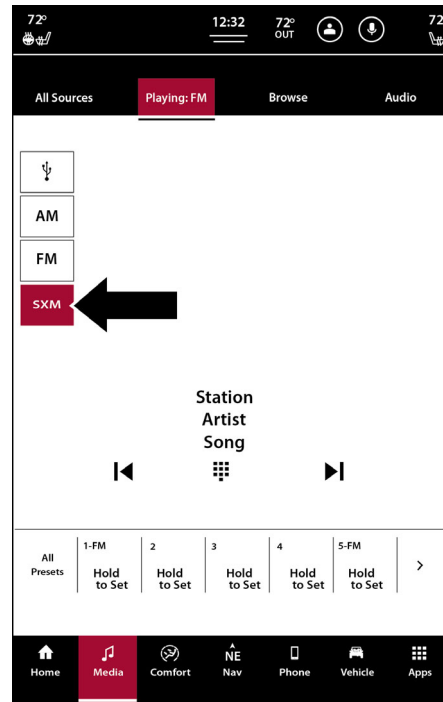 72°
12:32
72°
OUT
72
All Sources
Playing: FM
Browse
Audio
AM
FM
SXM
Station
Artist
Song
All
Presets
1-FM
Hold
to Set
2
Hold
to Set
3
Hold
to Set
4
Hold
to Set
5-FM
Hold
to Set
Home
Media
Comfort
NE
Nav
Phone
Vehicle
Apps